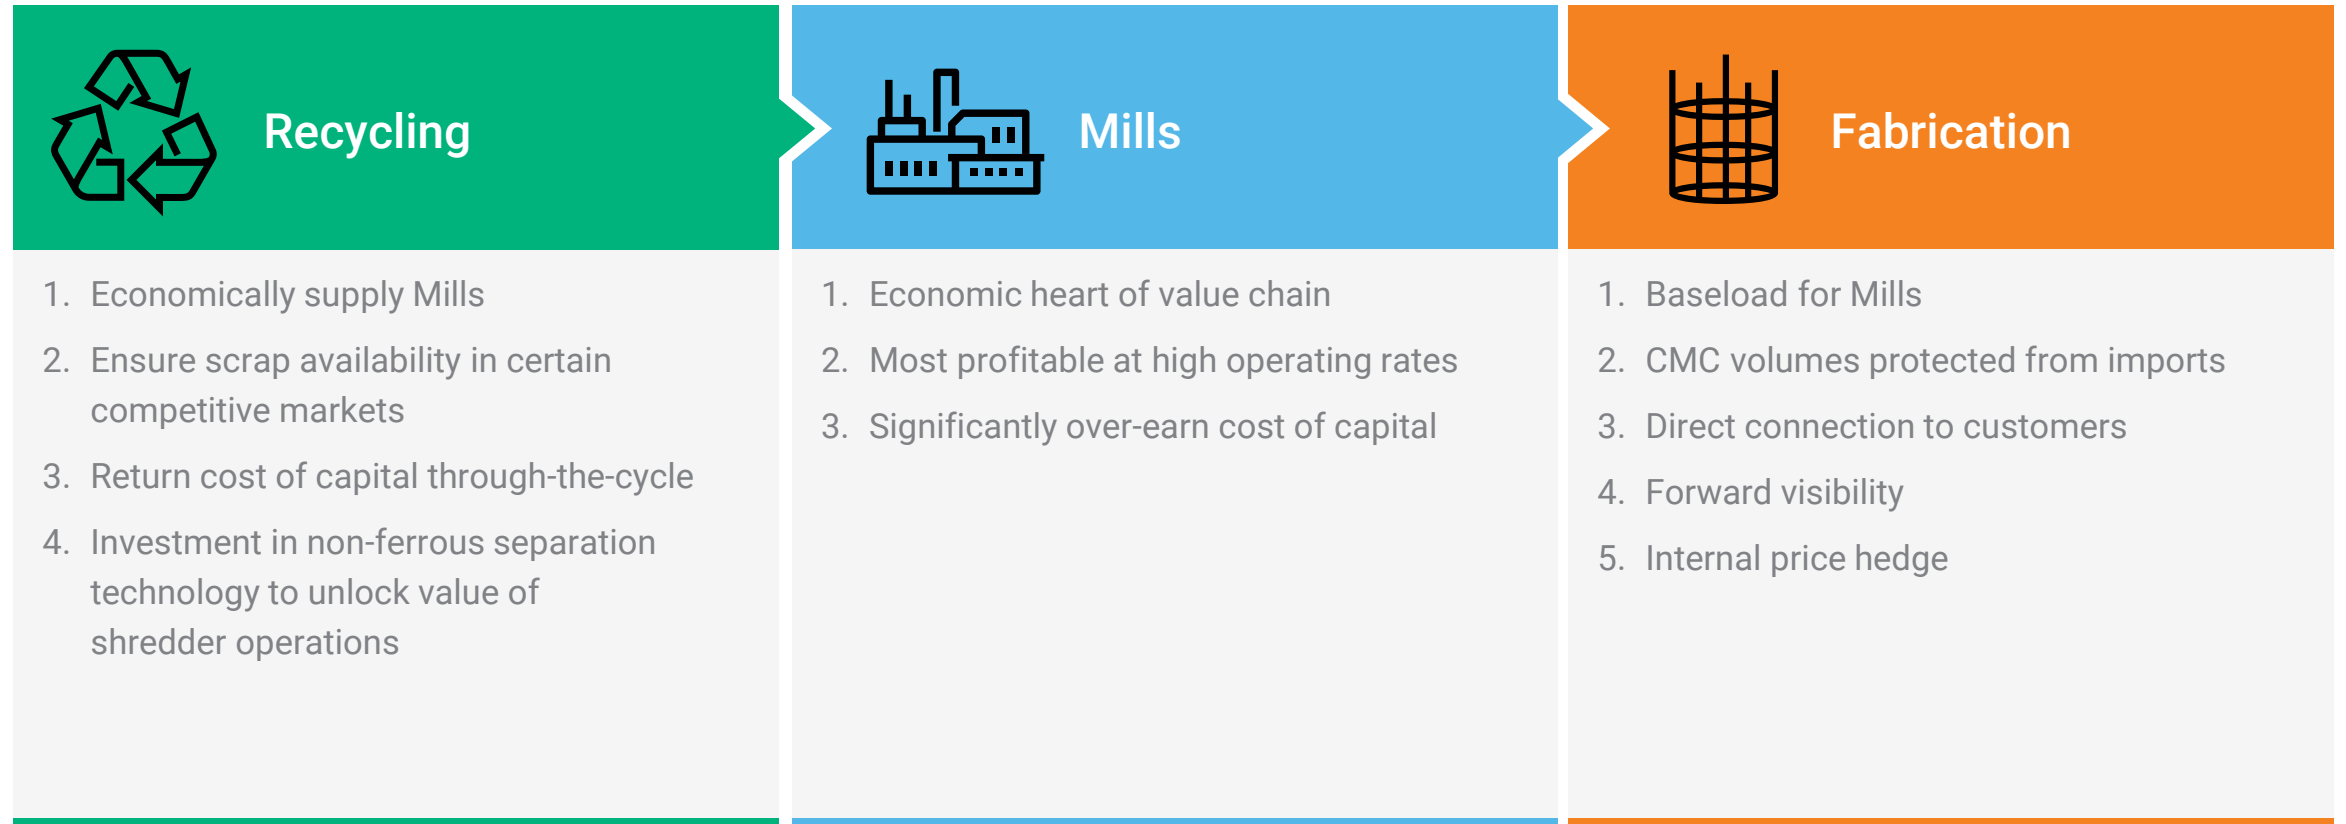 Recycling
1. Economically supply Mills
2. Ensure scrap availability in certain
competitive markets
3. Return cost of capital through-the-cycle
4. Investment in non-ferrous separation
technology to unlock value of
shredder operations
Mills
1. Economic heart of value chain
2. Most profitable at high operating rates
3. Significantly over-earn cost of capital
Fabrication
1. Baseload for Mills
2. CMC volumes protected from imports
3. Direct connection to customers
4. Forward visibility
5. Internal price hedge